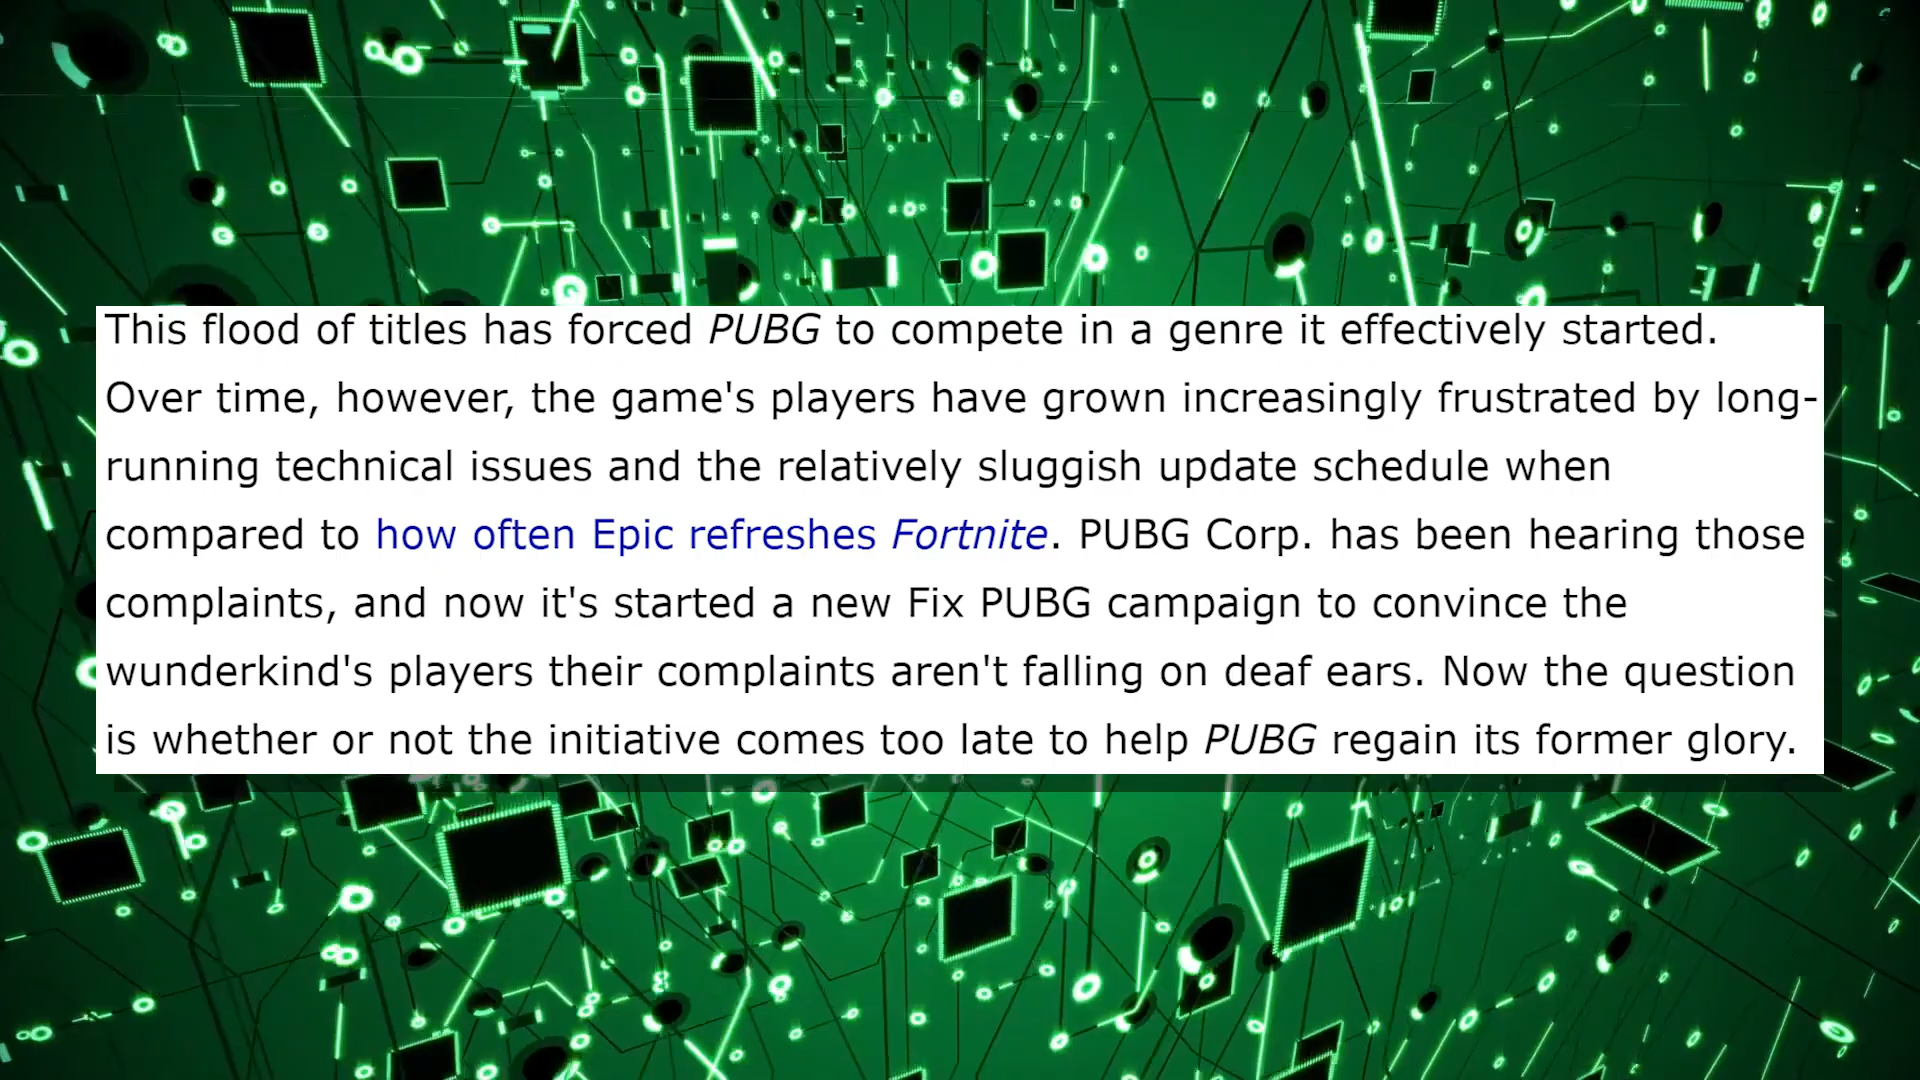 This flood of titles has forced PUBG to compete in a genre it effectively started.
Over time, however, the game's players have grown increasingly frustrated by long-
running technical issues and the relatively sluggish update schedule when
compared to how often Epic refreshes Fortnite. PUBG Corp. has been hearing those
complaints, and now it's started a new Fix PUBG campaign to convince the
wunderkind's players their complaints aren't falling on deaf ears. Now the question
is whether or not the initiative comes too late to help PUBG regain its former glory.